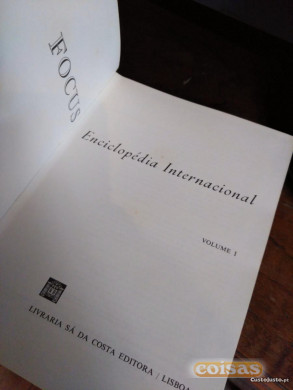 FOCUS
Enciclopédia Internacional
VOLUME I
LIVRARIA SÁ DA COSTA EDITORA / LISBOA
coisas